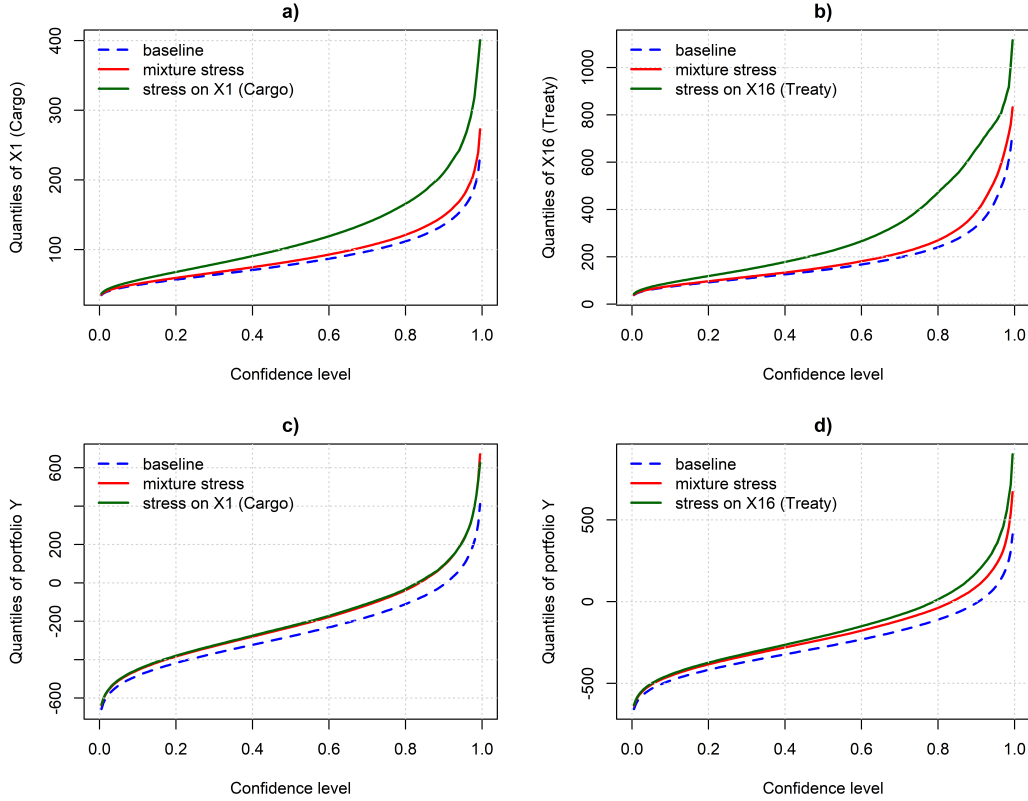 a)
Quantiles of X1 (Cargo)
400
300
200
100
baseline
mixture stress
stress on X1 (Cargo)
0.0 0.2 0.4 0.6 0.8 1.0
Confidence level
b)
Quantiles of X16 (Treaty)
1000
800
600
400
200
0
baseline
mixture stress
stress on X16 (Treaty)
0.0 0.2 0.4 0.6 0.8 1.0
Confidence level
c)
Quantiles of portfolio Y
600
200
0
-200
-600
baseline
mixture stress
stress on X1 (Cargo)
0.0 0.2 0.4 0.6 0.8 1.0
Confidence level
d)
Quantiles of portfolio Y
500
0
-500
baseline
mixture stress
stress on X16 (Treaty)
0.0 0.2 0.4 0.6 0.8 1.0
Confidence level